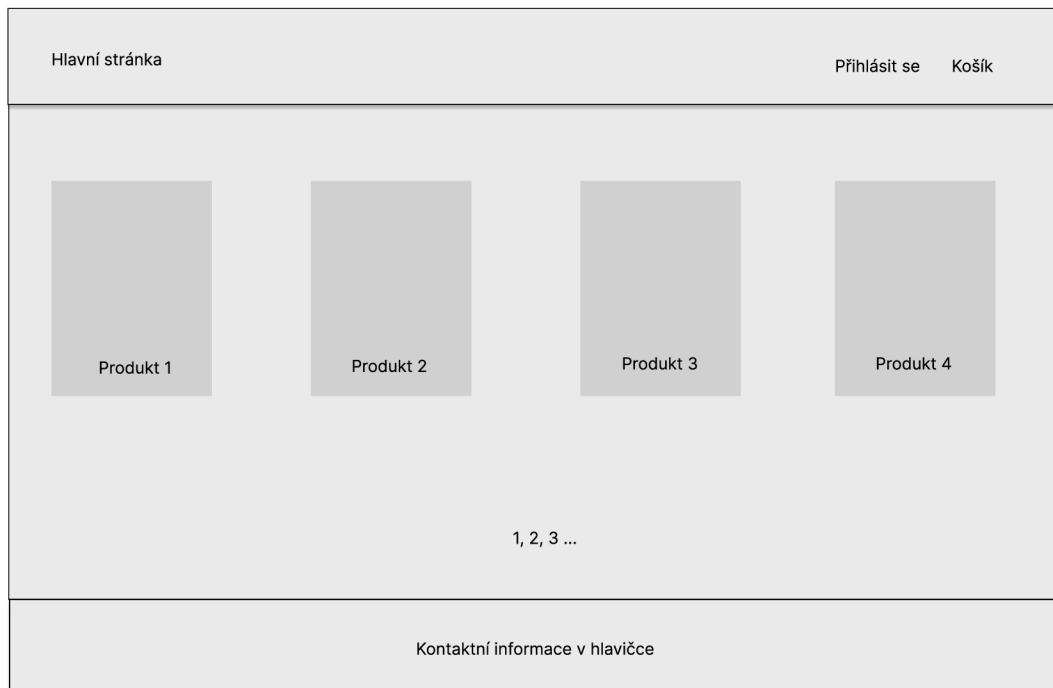 Hlavní stránka
Přihlásit se
Košík
Produkt 1
Produkt 2
Produkt 3
Produkt 4
1, 2, 3 ...
Kontaktní informace v hlavičce